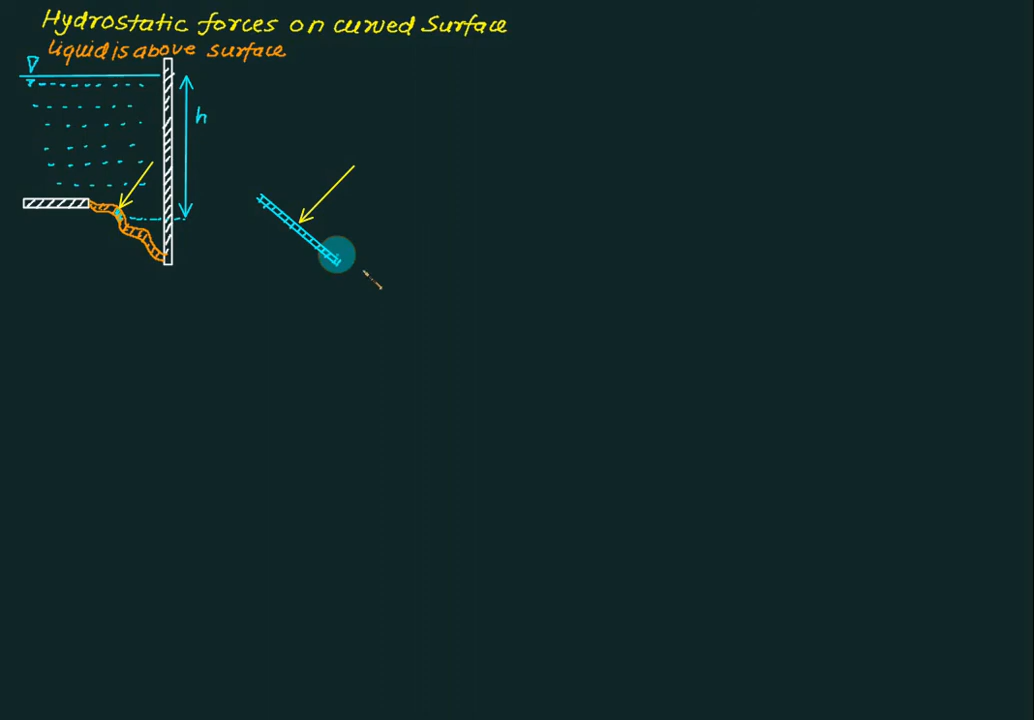 Hydrostatic forces on curved Surface
liquid is above surface
h